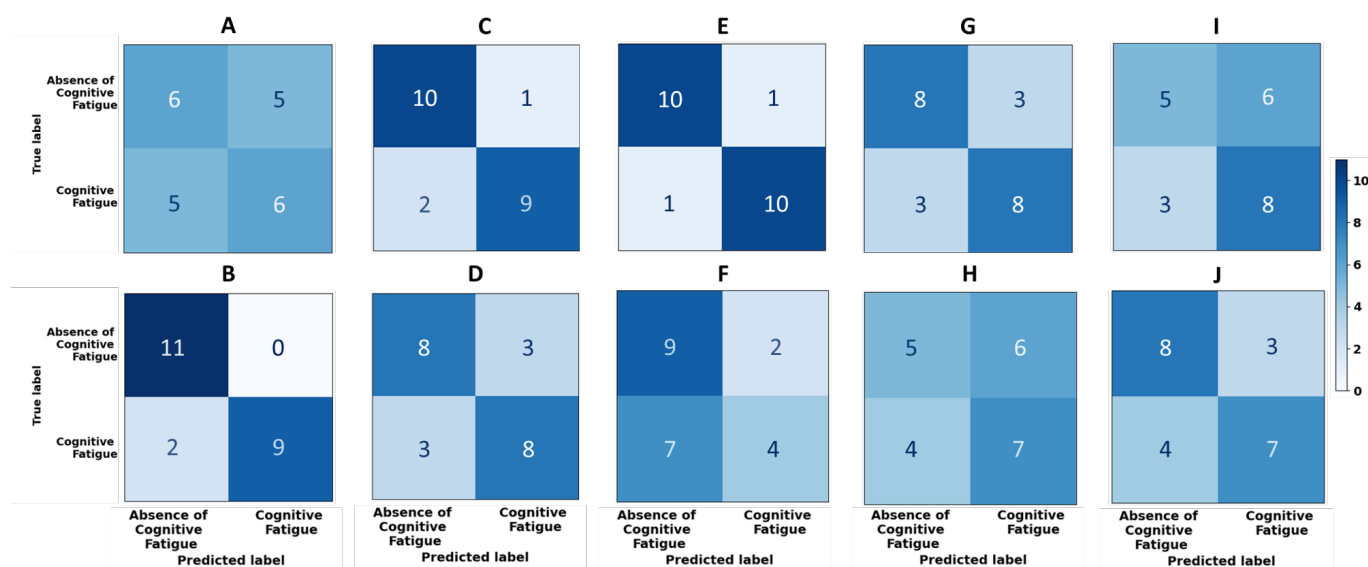 A C E G I
Absence of
Cognitive
Fatigue
6 5 10 1 10 1 8 3 5 6
True label
Cognitive
Fatigue
5 6 2 9 1 10 3 8 3 8
10
8
6
4
2
0
B D F H J
Absence of
Cognitive
Fatigue
11 0 8 3 9 2 5 6 8 3
True label
Cognitive
Fatigue
2 9 3 8 7 4 4 7 4 7
Absence of
Cognitive
Fatigue
Cognitive
Fatigue
Predicted label
Absence of
Cognitive
Fatigue
Cognitive
Fatigue
Predicted label
Absence of
Cognitive
Fatigue
Cognitive
Fatigue
Predicted label
Absence of
Cognitive
Fatigue
Cognitive
Fatigue
Predicted label
Absence of
Cognitive
Fatigue
Cognitive
Fatigue
Predicted label